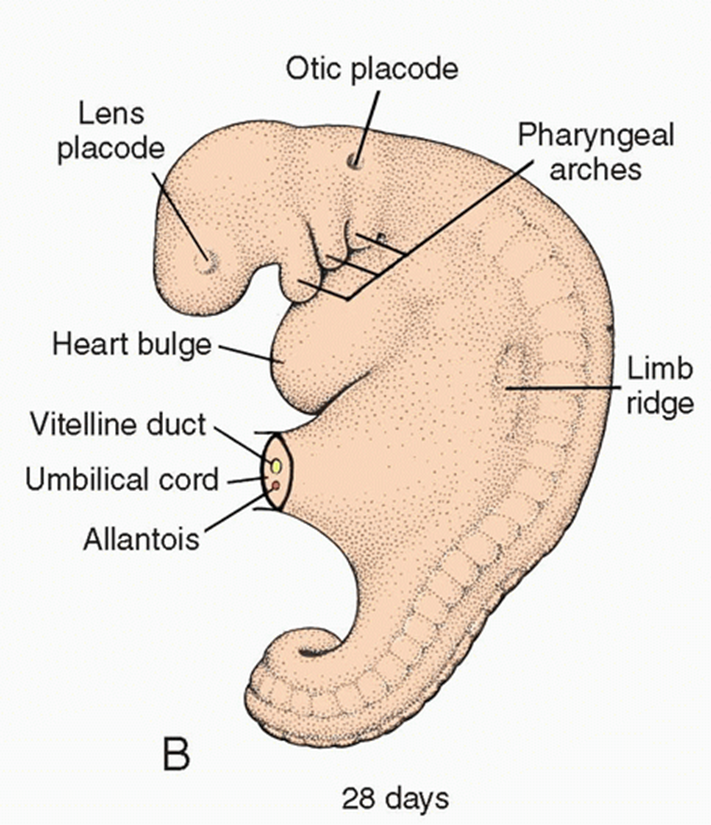 Otic placode
Lens
placode
Pharyngeal
arches
Heart bulge
Limb
ridge
Vitelline duct
Umbilical cord
Allantois
B
28 days